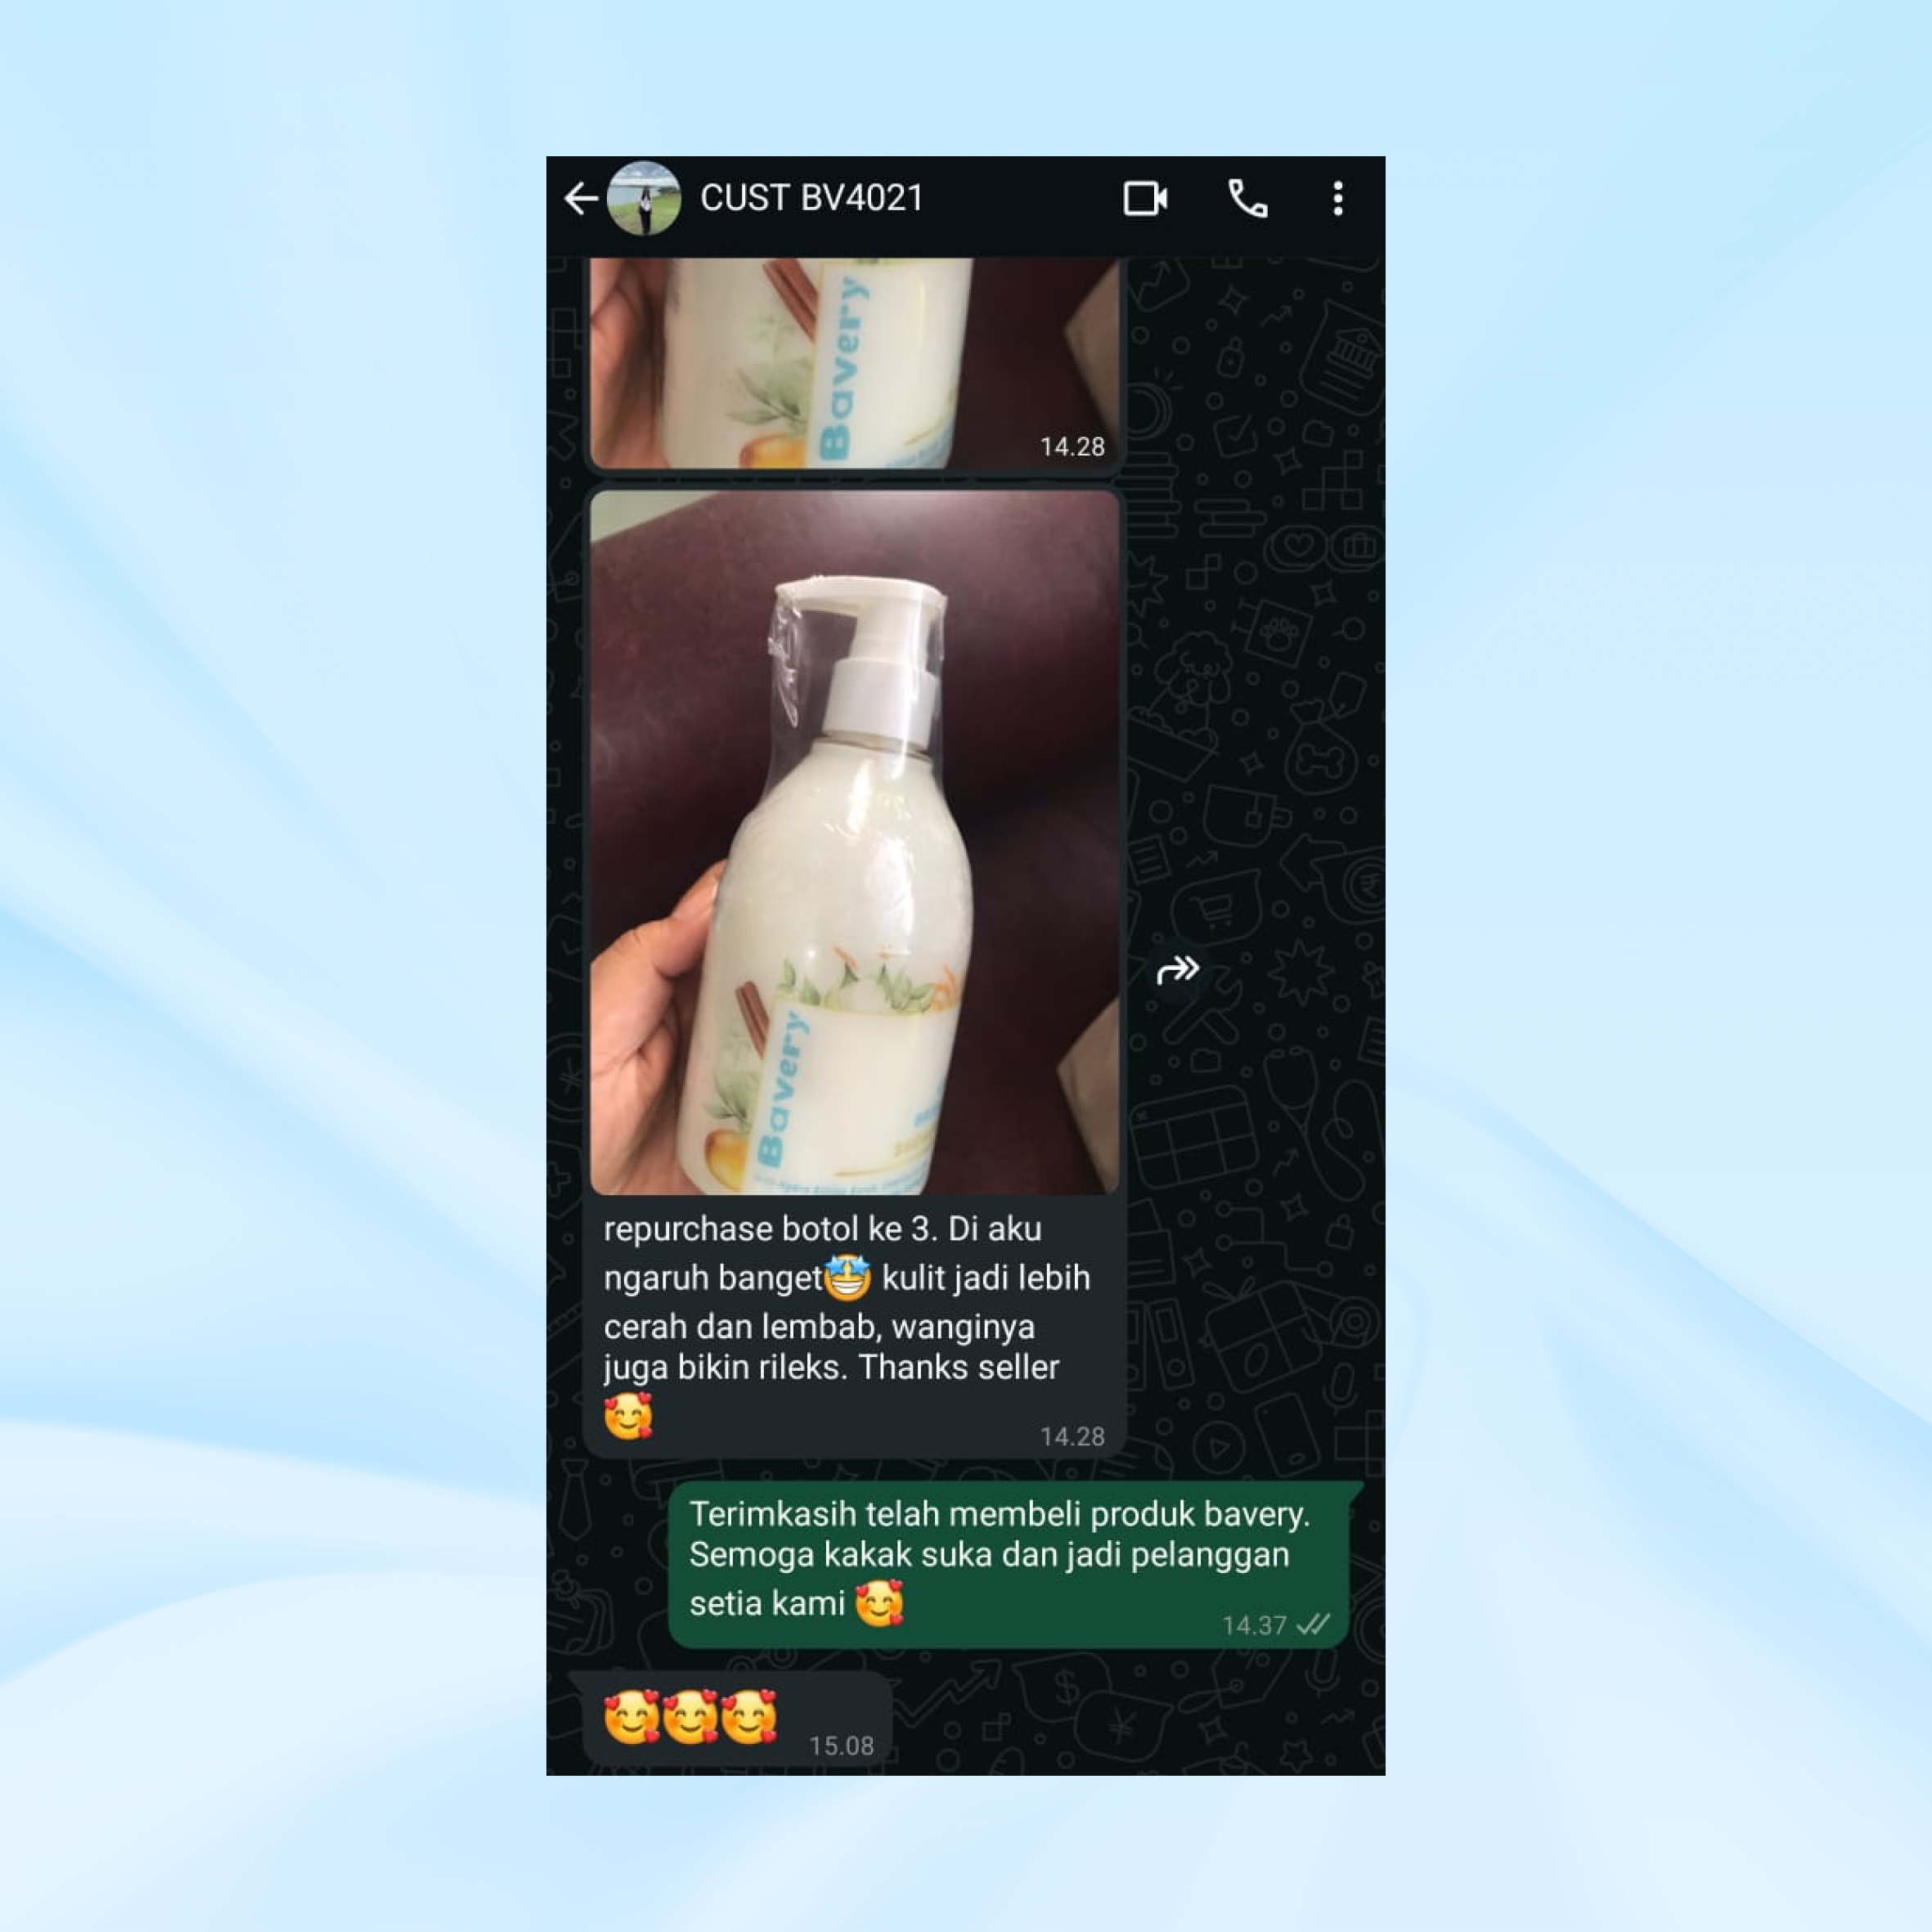 CUST BV4021
Bavery
14.28
Bavery
repurchase botol ke 3. Di aku
ngaruh banget🤩 kulit jadi lebih
cerah dan lembab, wanginya
juga bikin rileks. Thanks seller
🥰
14.28
Terimkasih telah membeli produk bavery.
Semoga kakak suka dan jadi pelanggan
setia kami 🥰
14.37
🥰🥰🥰
15.08